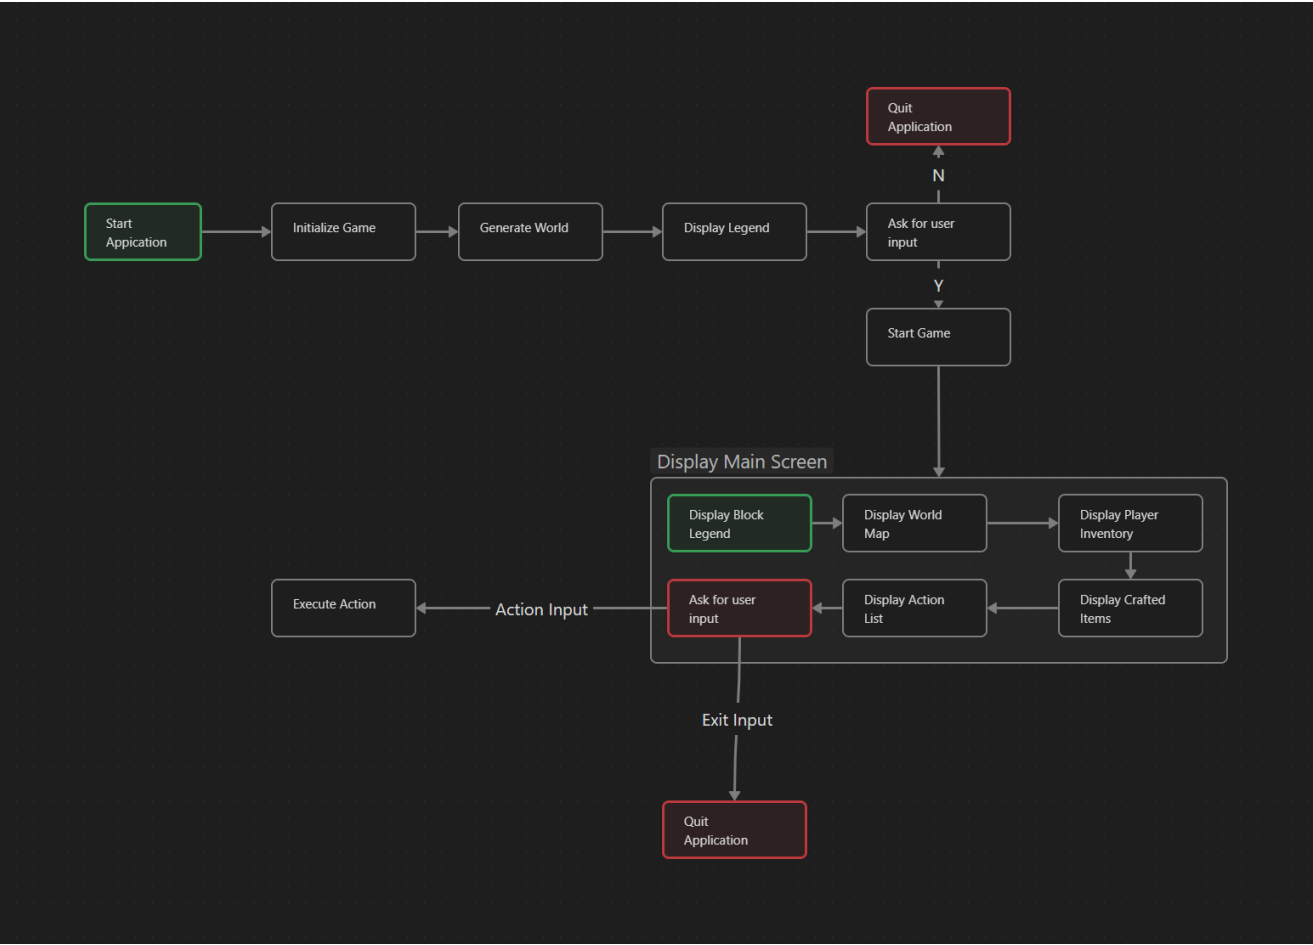 Quit
Application
N
Start
Appication
Initialize Game
Generate World
Display Legend
Ask for user
input
Y
Start Game
Display Main Screen
Display Block
Legend
Display World
Map
Display Player
Inventory
Execute Action
Action Input
Ask for user
input
Display Action
List
Display Crafted
Items
Exit Input
Quit
Application